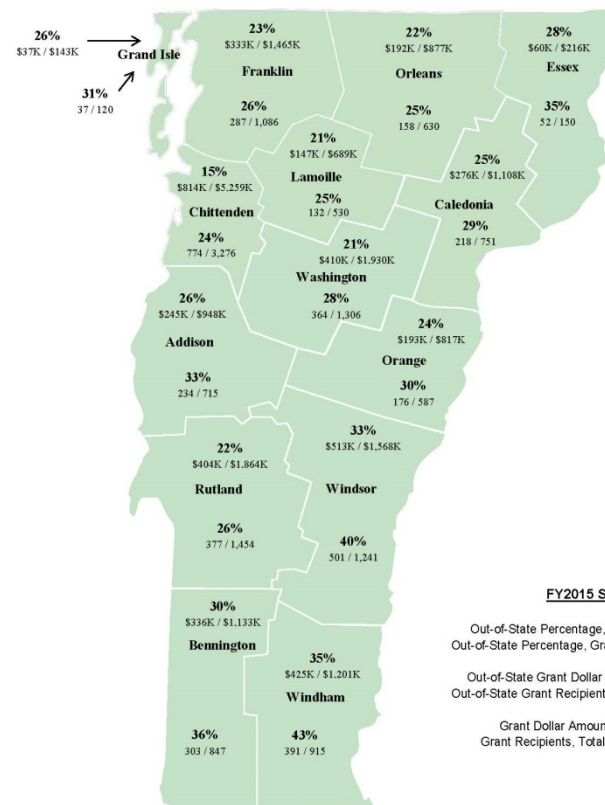 26%
$37K / $143K
Grand Isle
31%
37 / 120
23%
$333K / $1,465K
Franklin
26%
287 / 1,086
22%
$192K / $877K
Orleans
25%
158 / 630
28%
$60K / $216K
Essex
35%
52 / 150
21%
$147K / $689K
Lamoille
25%
132 / 530
15%
$814K / $5,259K
Chittenden
24%
774 / 3,276
25%
$276K / $1,108K
Caledonia
29%
218 / 751
21%
$410K / $1,930K
Washington
28%
364 / 1,306
26%
$245K / $948K
Addison
33%
234 / 715
24%
$193K / $817K
Orange
30%
176 / 587
22%
$404K / $1,864K
Rutland
26%
377 / 1,454
33%
$513K / $1,568K
Windsor
40%
501 / 1,241
30%
$336K / $1,133K
Bennington
36%
303 / 847
35%
$425K / $1,201K
Windham
43%
391 / 915
FY2015 S
Out-of-State Percentage,
Out-of-State Percentage, Gra
Out-of-State Grant Dollar
Out-of-State Grant Recipient
Grant Dollar Amoun
Grant Recipients, Total